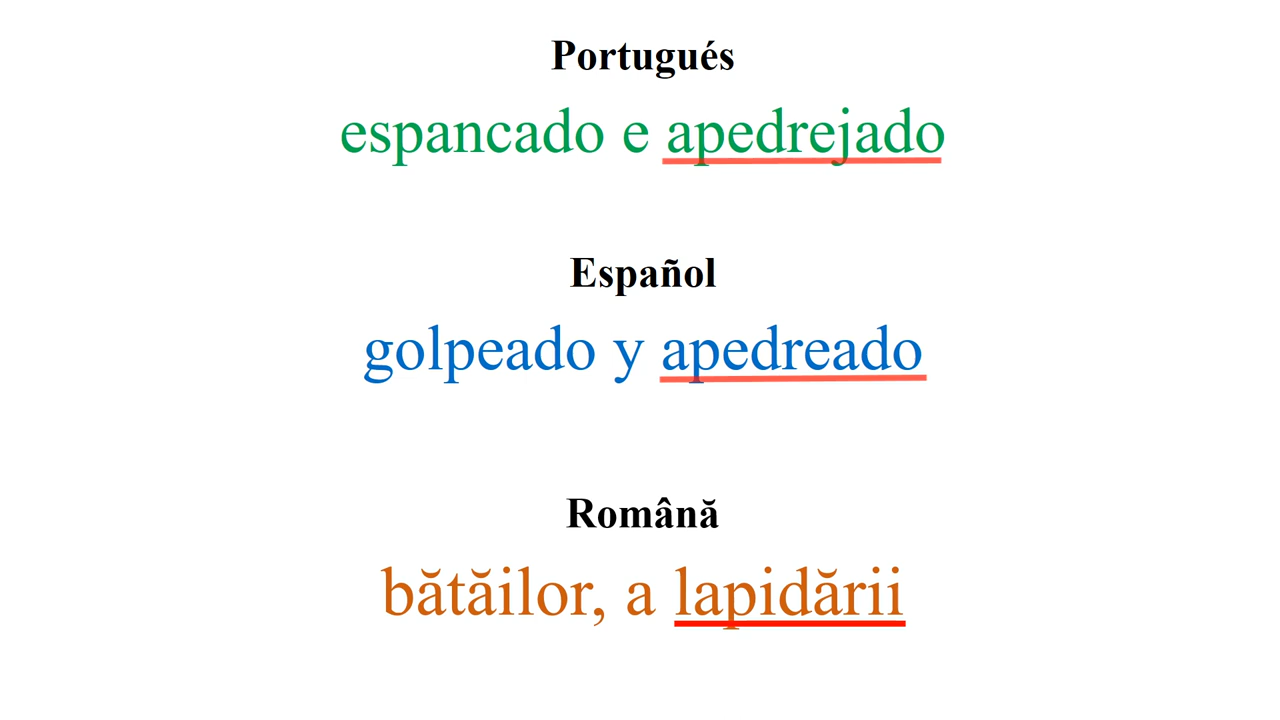 Portugués
espancado e apedrejado
Español
golpeado y apedreado
Română
bătăilor, a lapidării